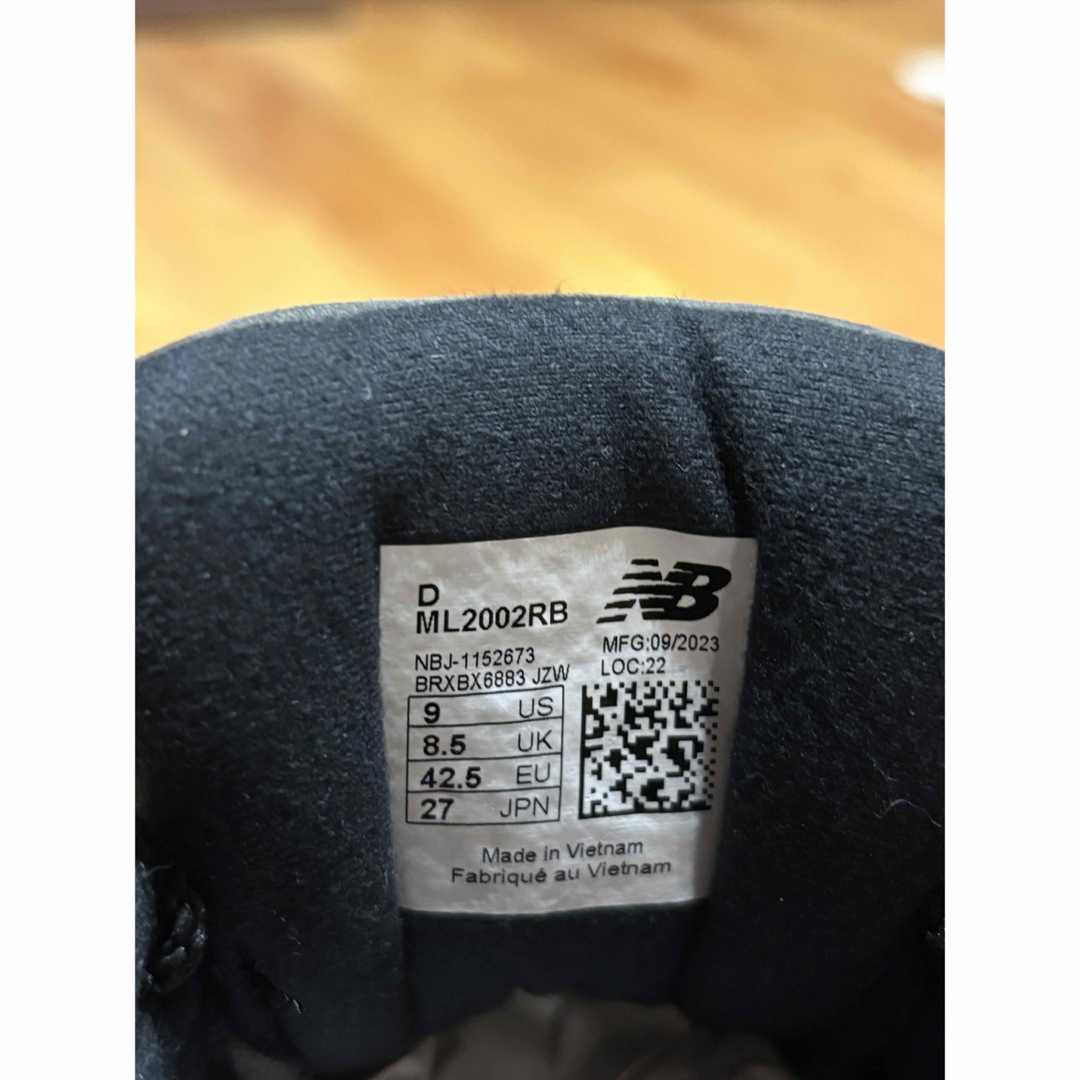 D
ML2002RB
NB
NBJ-1152673
BRXBX6883 JZW
MFG:09/2023
LOC:22
9 US
8.5 UK
42.5 EU
27 JPN
Made in Vietnam
Fabriqué au Vietnam